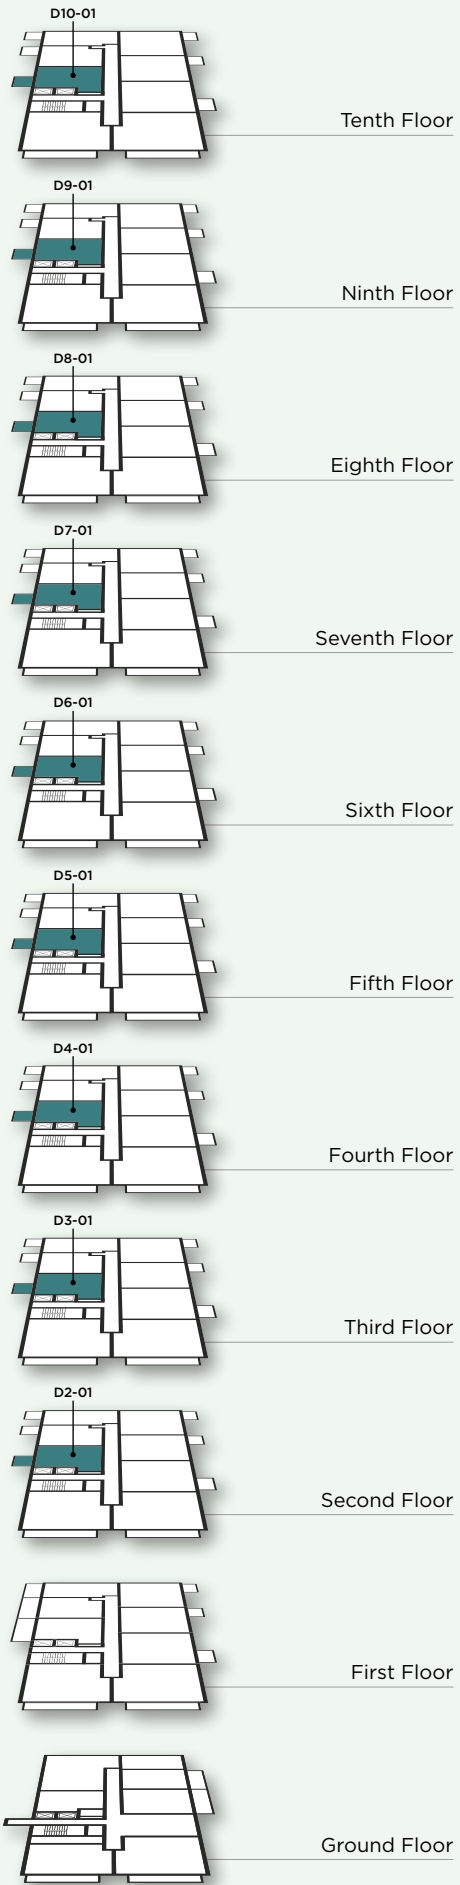 D10-01
Tenth Floor
D9-01
Ninth Floor
D8-01
Eighth Floor
D7-01
Seventh Floor
D6-01
Sixth Floor
D5-01
Fifth Floor
D4-01
Fourth Floor
D3-01
Third Floor
D2-01
Second Floor
First Floor
Ground Floor